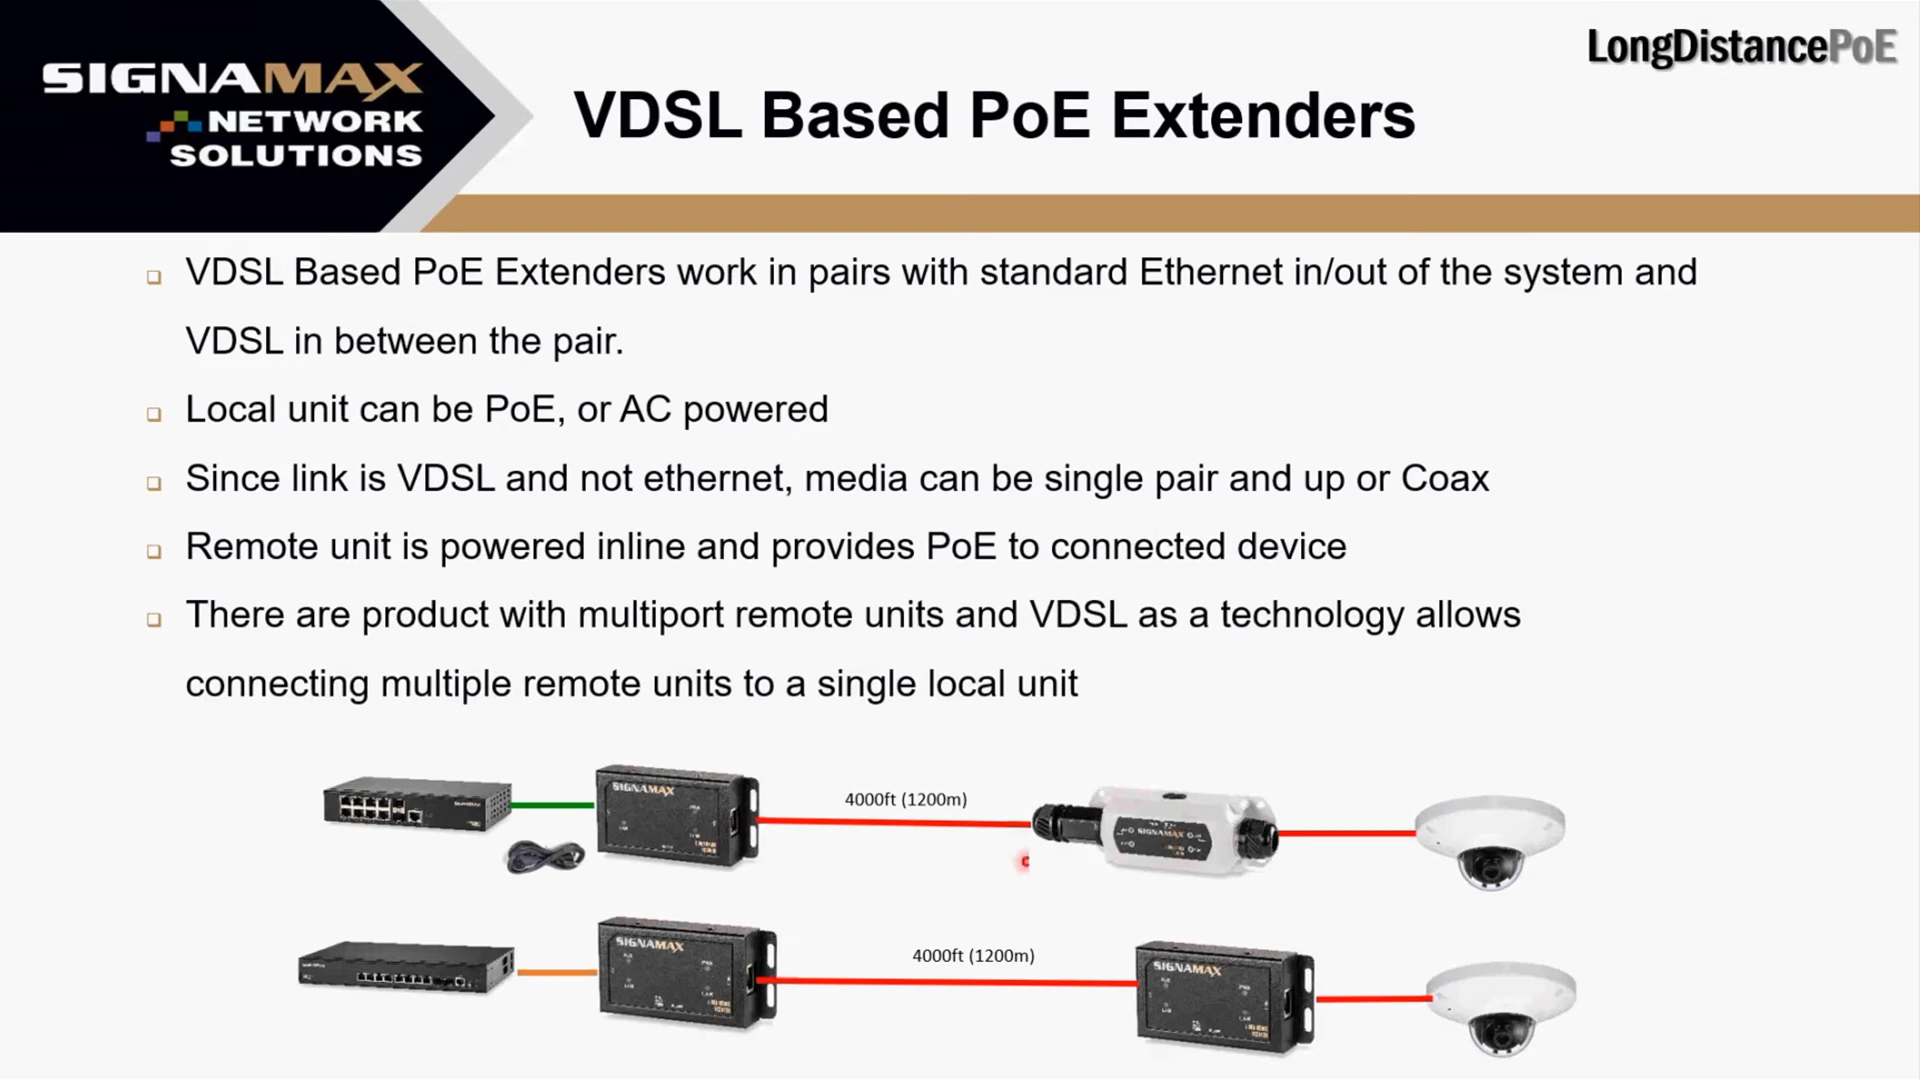 SIGNAMAX
NETWORK
SOLUTIONS
LongDistancePoE
VDSL Based PoE Extenders
VDSL Based PoE Extenders work in pairs with standard Ethernet in/out of the system and
VDSL in between the pair.
Local unit can be PoE, or AC powered
Since link is VDSL and not ethernet, media can be single pair and up or Coax
Remote unit is powered inline and provides PoE to connected device
There are product with multiport remote units and VDSL as a technology allows
connecting multiple remote units to a single local unit
SIGNAMAX
4000ft (1200m)
SIGNAMAX
SIGNAMAX
4000ft (1200m)
SIGNAMAX